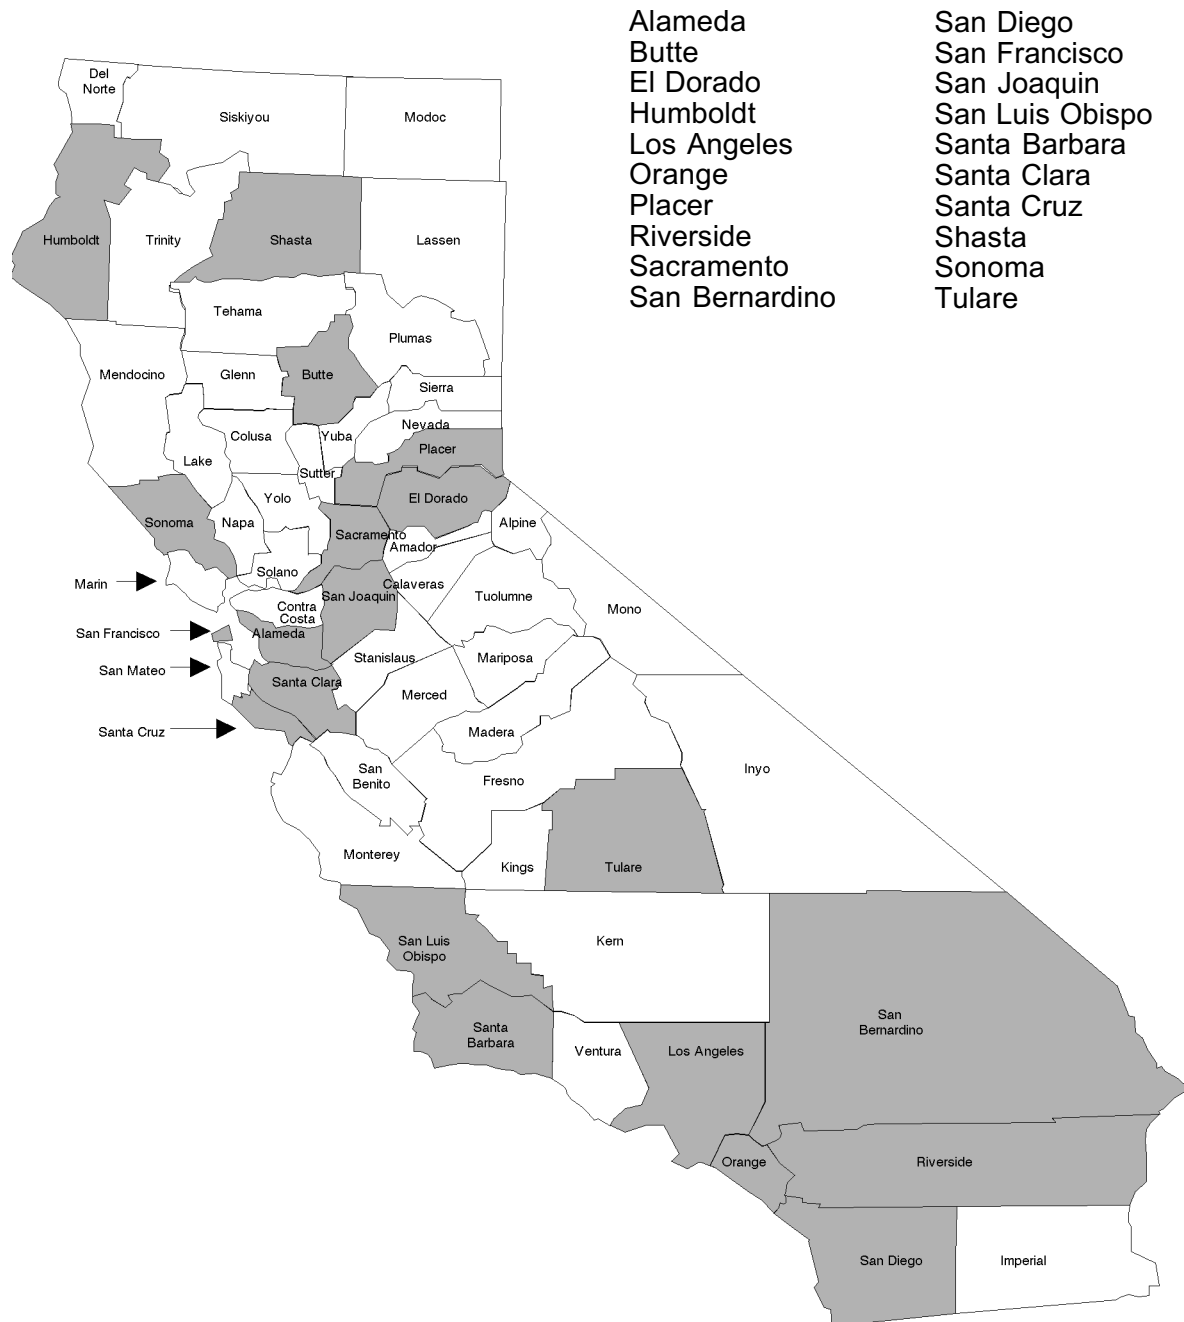 Alameda
Butte
El Dorado
Humboldt
Los Angeles
Orange
Placer
Riverside
Sacramento
San Bernardino
San Diego
San Francisco
San Joaquin
San Luis Obispo
Santa Barbara
Santa Clara
Santa Cruz
Shasta
Sonoma
Tulare
Del
Norte
Siskiyou
Modoc
Humboldt
Trinity
Shasta
Lassen
Tehama
Plumas
Mendocino
Glenn
Butte
Sierra
Nevada
Colusa
Yuba
Placer
Lake
Sutter
Yolo
El Dorado
Sonoma
Napa
Sacramento
Alpine
Amador
Marin
Solano
Calaveras
San Joaquin
Tuolumne
Mono
Contra
Costa
San Francisco
Alameda
Stanislaus
Mariposa
San Mateo
Santa Clara
Merced
Santa Cruz
Madera
San
Benito
Fresno
Inyo
Monterey
Kings
Tulare
San Luis
Obispo
Kern
San
Bernardino
Santa
Barbara
Ventura
Los Angeles
Orange
Riverside
San Diego
Imperial